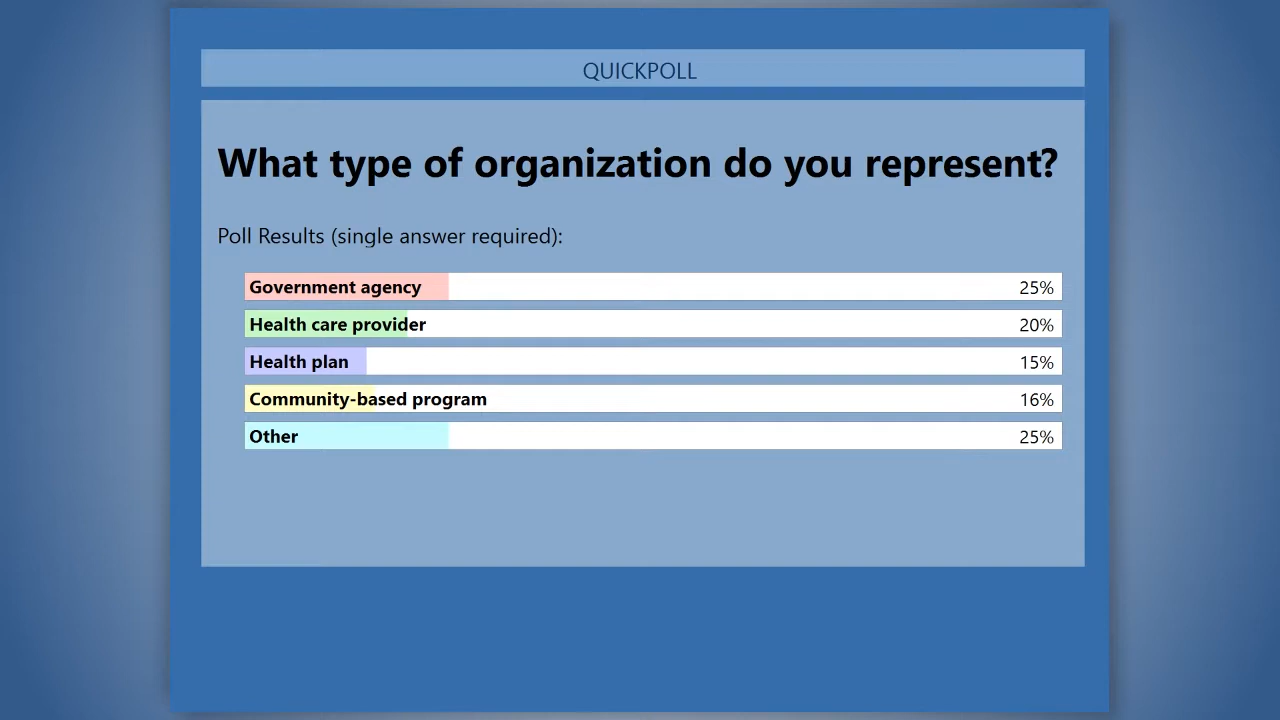 QUICKPOLL
What type of organization do you represent?
Poll Results (single answer required):
Government agency 25%
Health care provider 20%
Health plan 15%
Community-based program 16%
Other 25%